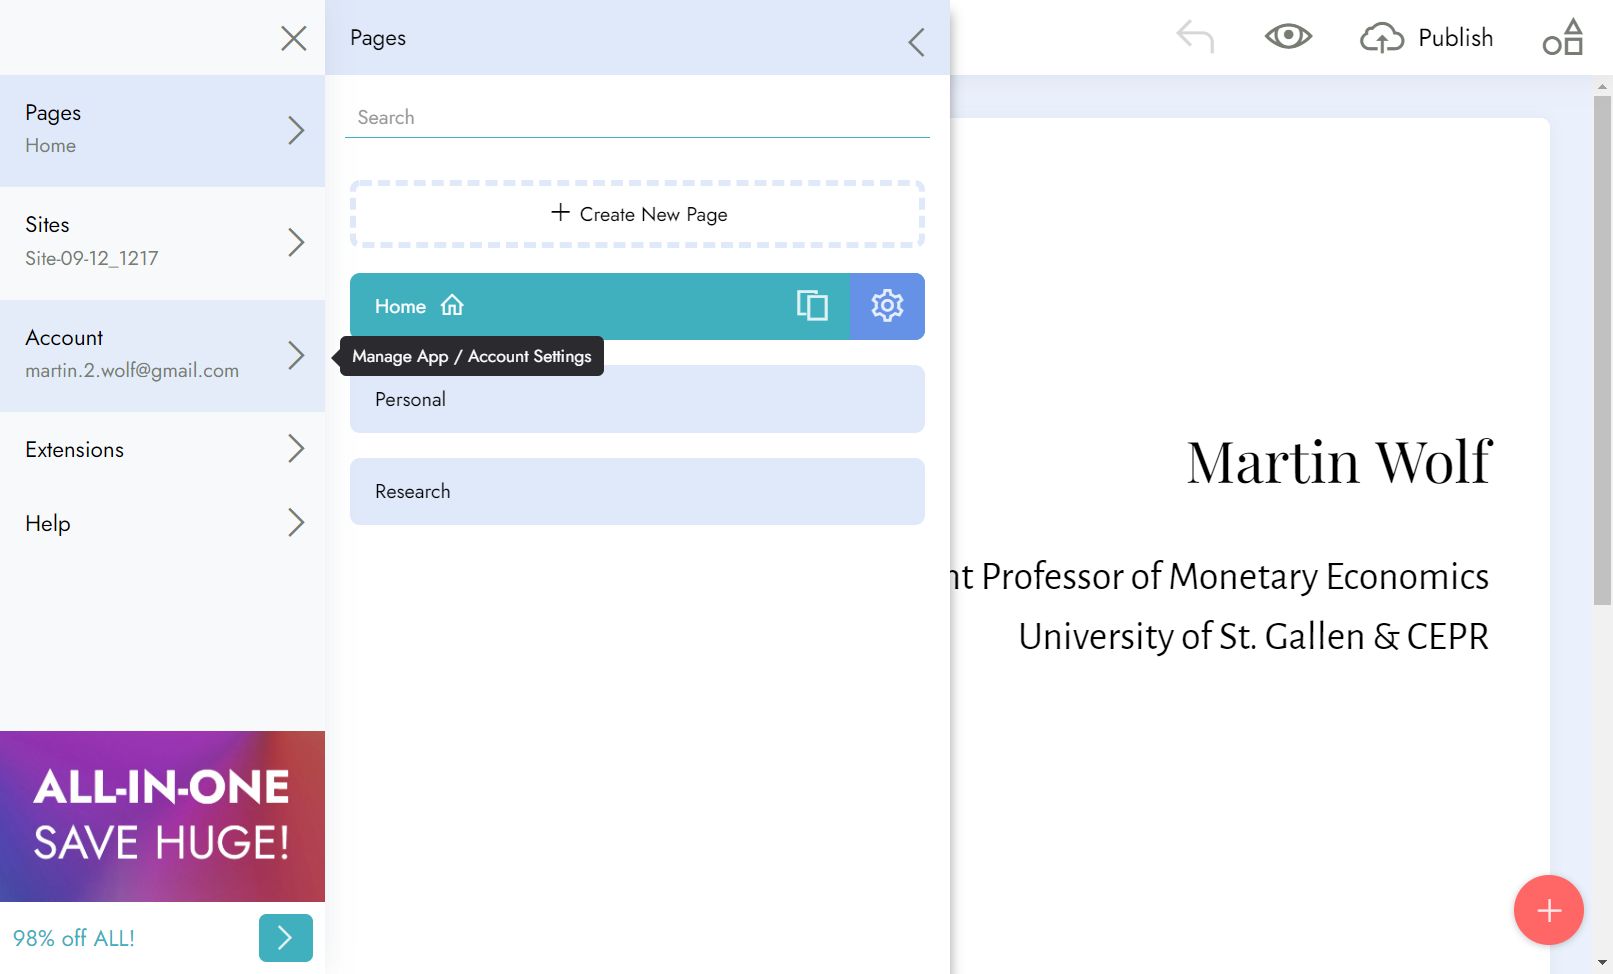 Pages
Publish
Pages
Home
Search
Sites
Site-09-12_1217
Create New Page
Home
Account
martin.2.wolf@gmail.com
Manage App / Account Settings
Personal
Extensions
Research
Help
Martin Wolf
nt Professor of Monetary Economics
University of St. Gallen & CEPR
ALL-IN-ONE
SAVE HUGE!
98% off ALL!